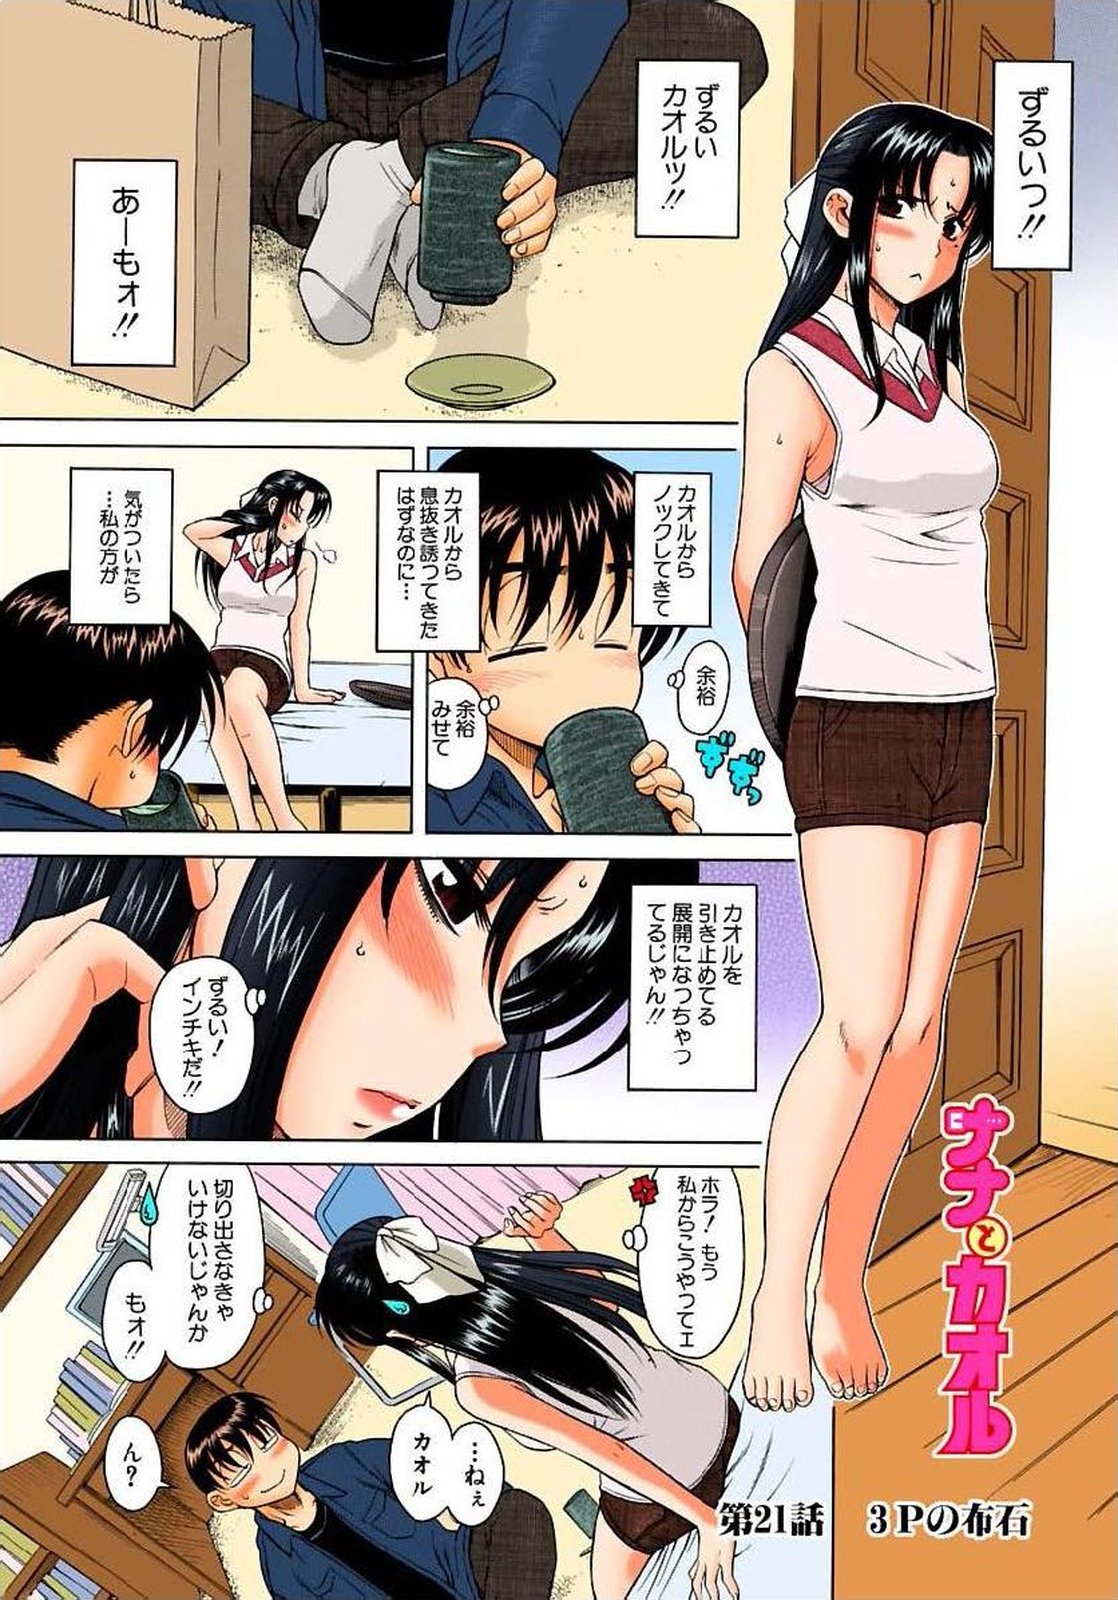 ずるいっ!!
ずるい
カオルッ!!
あーもォ!!
カオルから
ノックしてきて
余裕
ずずっ
カオルから
息抜き誘ってきた
はずなのに…
余裕
みせて
気がついたら
…私の方が
カオルを
引き止めてる
展開になっちゃっ
てるじゃん!!
ずるい!
インチキだ!!
ホラ!もう
私からこうやってェ
切り出さなきゃ
いけないじゃんか
もォ!!
…ねぇ
カオル
ん?
ナナとカオル
第21話 3Pの布石